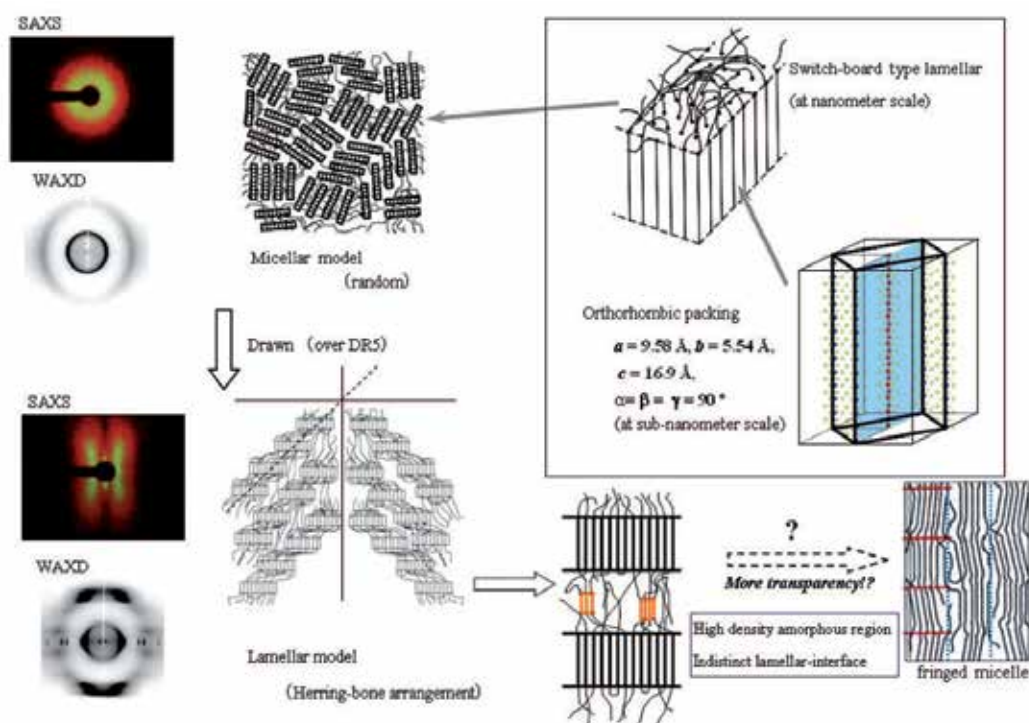 SAXS
WAXD
Micellar model
(random)
Switch-board type lamellar
(at nanometer scale)
Orthorhombic packing
a = 9.58 Å, b = 5.54 Å,
c = 16.9 Å,
α= β = γ = 90 °
(at sub-nanometer scale)
Drawn (over DR5)
SAXS
WAXD
Lamellar model
(Herring-bone arrangement)
?
More transparency!?
High density amorphous region
Indistinct lamellar-interface
fringed micelle